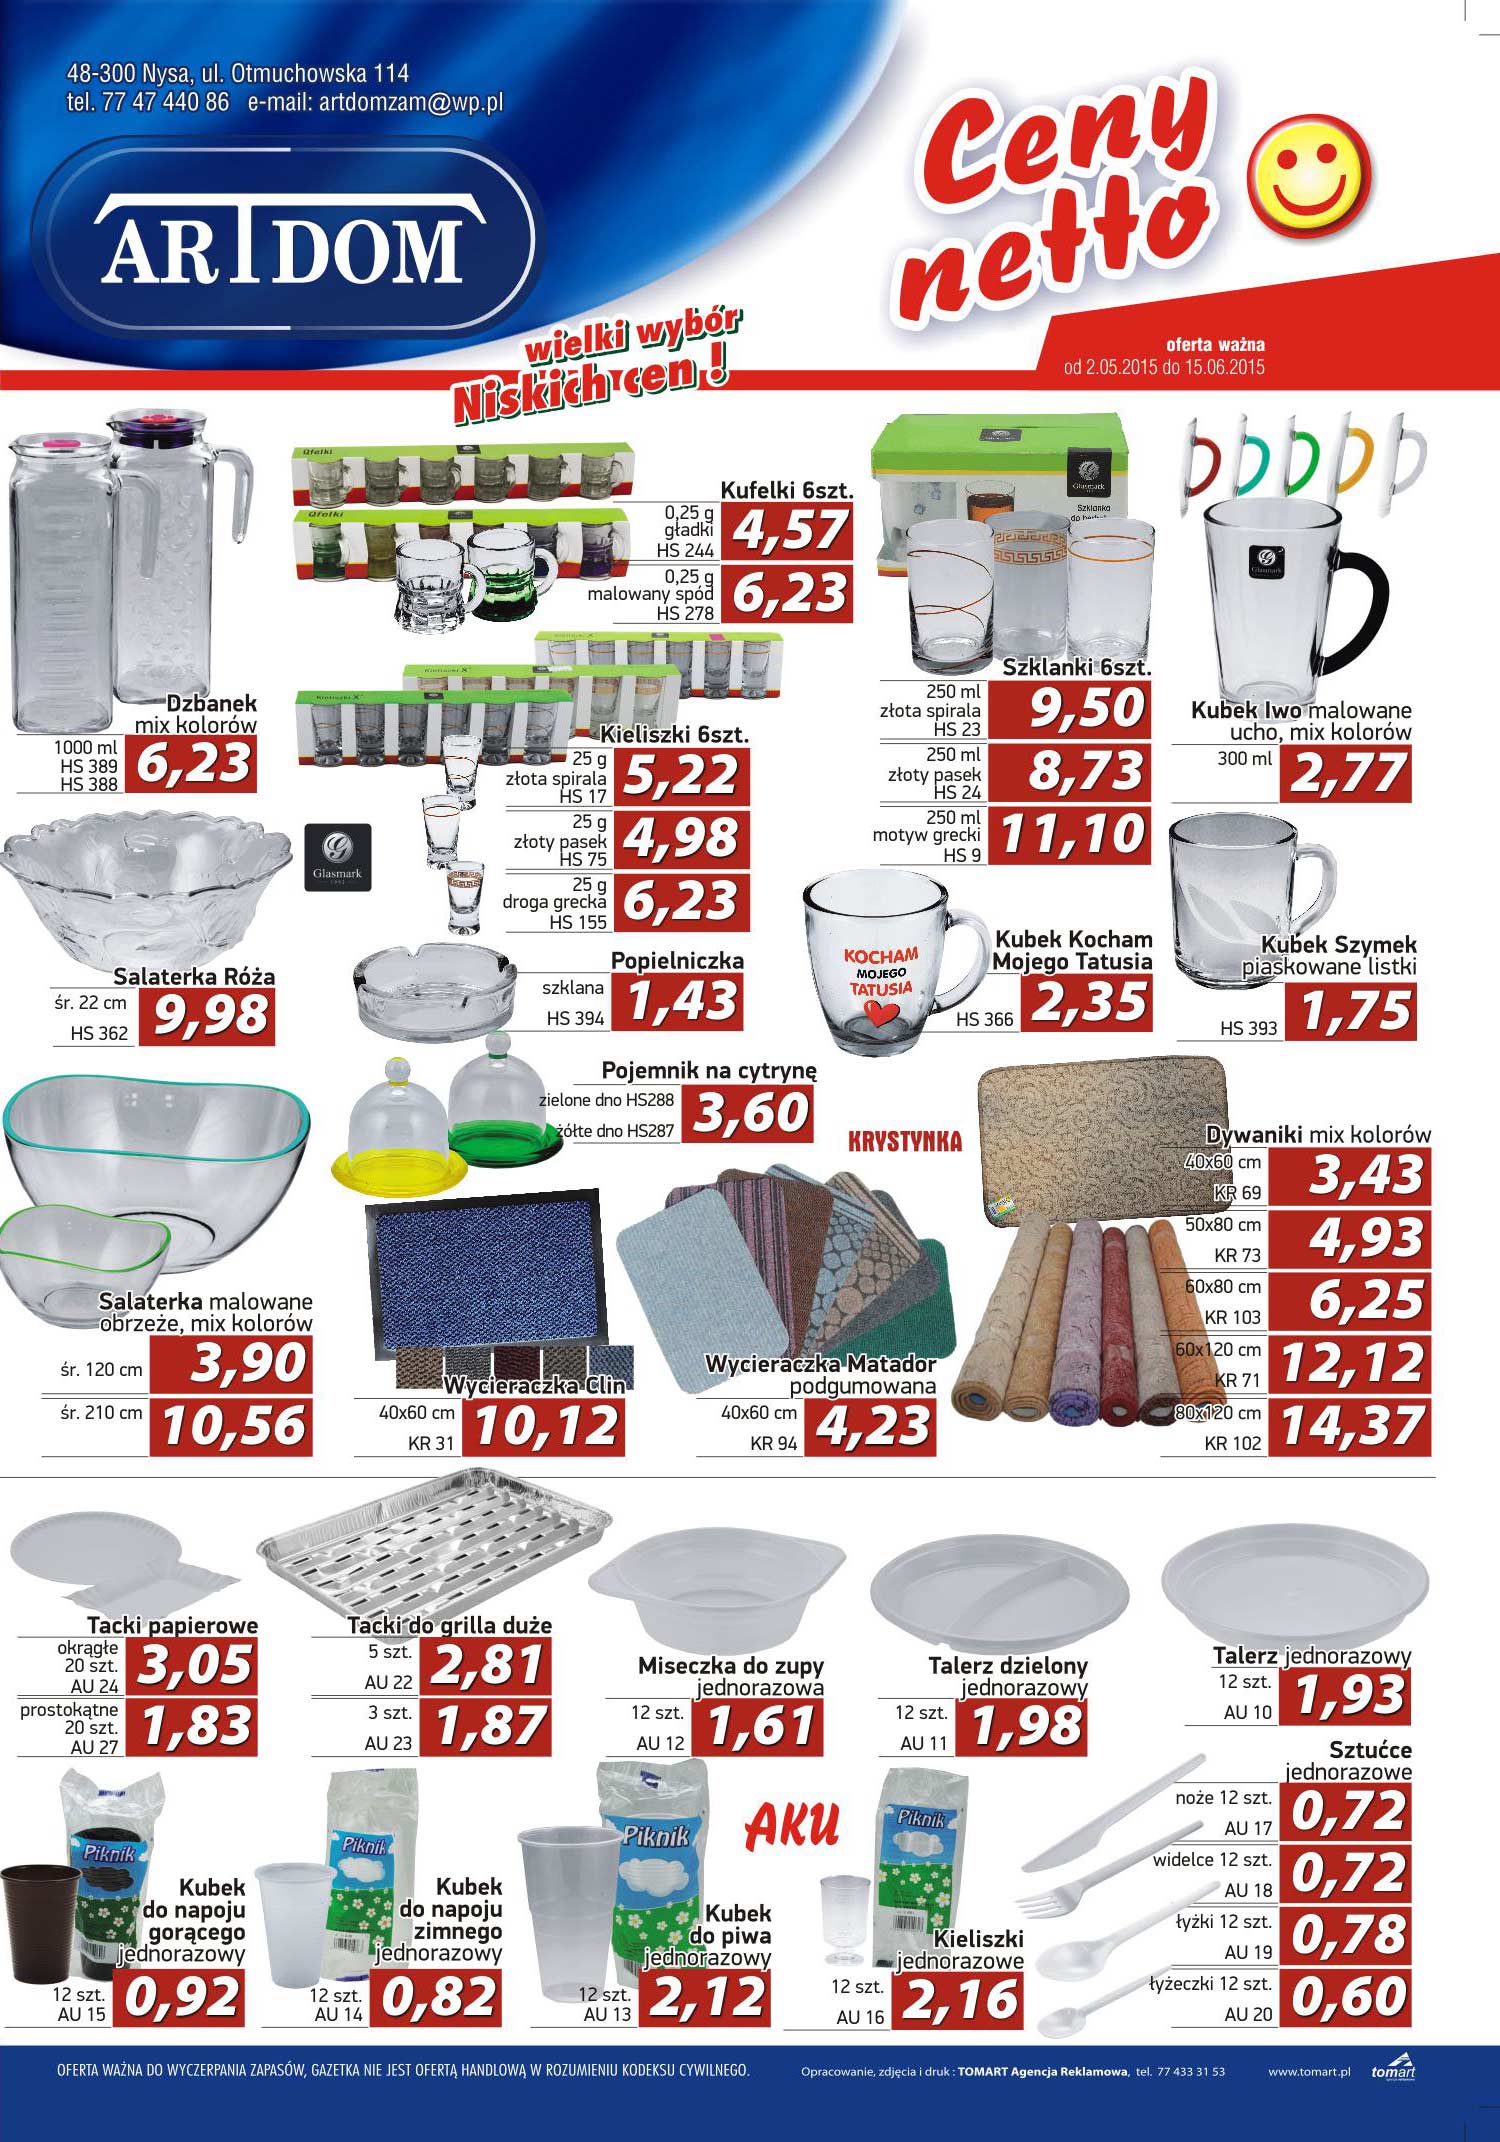 48-300 Nysa, ul. Otmuchowska 114
tel. 77 47 440 86 e-mail: artdomzam@wp.pl
ARTDOM
Ceny
netto
wielki wybór
Niskich cen !
oferta ważna
od 2.05.2015 do 15.06.2015
Dzbanek
mix kolorów
1000 ml
HS 389
HS 388
6,23
Qfelki
Qfelki
Kufelki 6szt.
0,25 g
gładki
HS 244
4,57
0,25 g
malowany spód
HS 278
6,23
Kieliszki X
Kieliszki X
Kieliszki X
Kieliszki 6szt.
25 g
złota spirala
HS 17
5,22
25 g
złoty pasek
HS 75
4,98
25 g
droga grecka
HS 155
6,23
Glasmark
Szklanka
Szklanki 6szt.
250 ml
złota spirala
HS 23
9,50
250 ml
złoty pasek
HS 24
8,73
250 ml
motyw grecki
HS 9
11,10
Glasmark
Kubek Iwo malowane
ucho, mix kolorów
300 ml
2,77
Glasmark
Salaterka Róża
śr. 22 cm
HS 362
9,98
Popielniczka
szklana
HS 394
1,43
KOCHAM
MOJEGO
TATUSIA
Kubek Kocham
Mojego Tatusia
HS 366
2,35
Kubek Szymek
piaskowane listki
HS 393
1,75
Pojemnik na cytrynę
zielone dno HS288
żółte dno HS287
3,60
KRYSTYNKA
Dywaniki mix kolorów
40x60 cm
KR 69
3,43
50x80 cm
KR 73
4,93
60x80 cm
KR 103
6,25
60x120 cm
KR 71
12,12
80x120 cm
KR 102
14,37
Salaterka malowane
obrzeże, mix kolorów
śr. 120 cm
3,90
śr. 210 cm
10,56
Wycieraczka Clin
40x60 cm
KR 31
10,12
Wycieraczka Matador
podgumowana
40x60 cm
KR 94
4,23
Tacki papierowe
okrągłe
20 szt.
AU 24
3,05
prostokątne
20 szt.
AU 27
1,83
Tacki do grilla duże
5 szt.
AU 22
2,81
3 szt.
AU 23
1,87
Miseczka do zupy
jednorazowa
12 szt.
AU 12
1,61
Talerz dzielony
jednorazowy
12 szt.
AU 11
1,98
Talerz jednorazowy
12 szt.
AU 10
1,93
Piknik
Kubek
do napoju
gorącego
jednorazowy
12 szt.
AU 15
0,92
Piknik
Kubek
do napoju
zimnego
jednorazowy
12 szt.
AU 14
0,82
Piknik
Kubek
do piwa
jednorazowy
12 szt.
AU 13
2,12
AKU
Piknik
Kieliszki
jednorazowe
12 szt.
AU 16
2,16
Sztućce
jednorazowe
noże 12 szt.
AU 17
0,72
widelce 12 szt.
AU 18
0,72
łyżki 12 szt.
AU 19
0,78
łyżeczki 12 szt.
AU 20
0,60
OFERTA WAŻNA DO WYCZERPANIA ZAPASÓW, GAZETKA NIE JEST OFERTĄ HANDLOWĄ W ROZUMIENIU KODEKSU CYWILNEGO.
Opracowanie, zdjęcia i druk : TOMART Agencja Reklamowa, tel. 77 433 31 53
www.tomart.pl
tomart